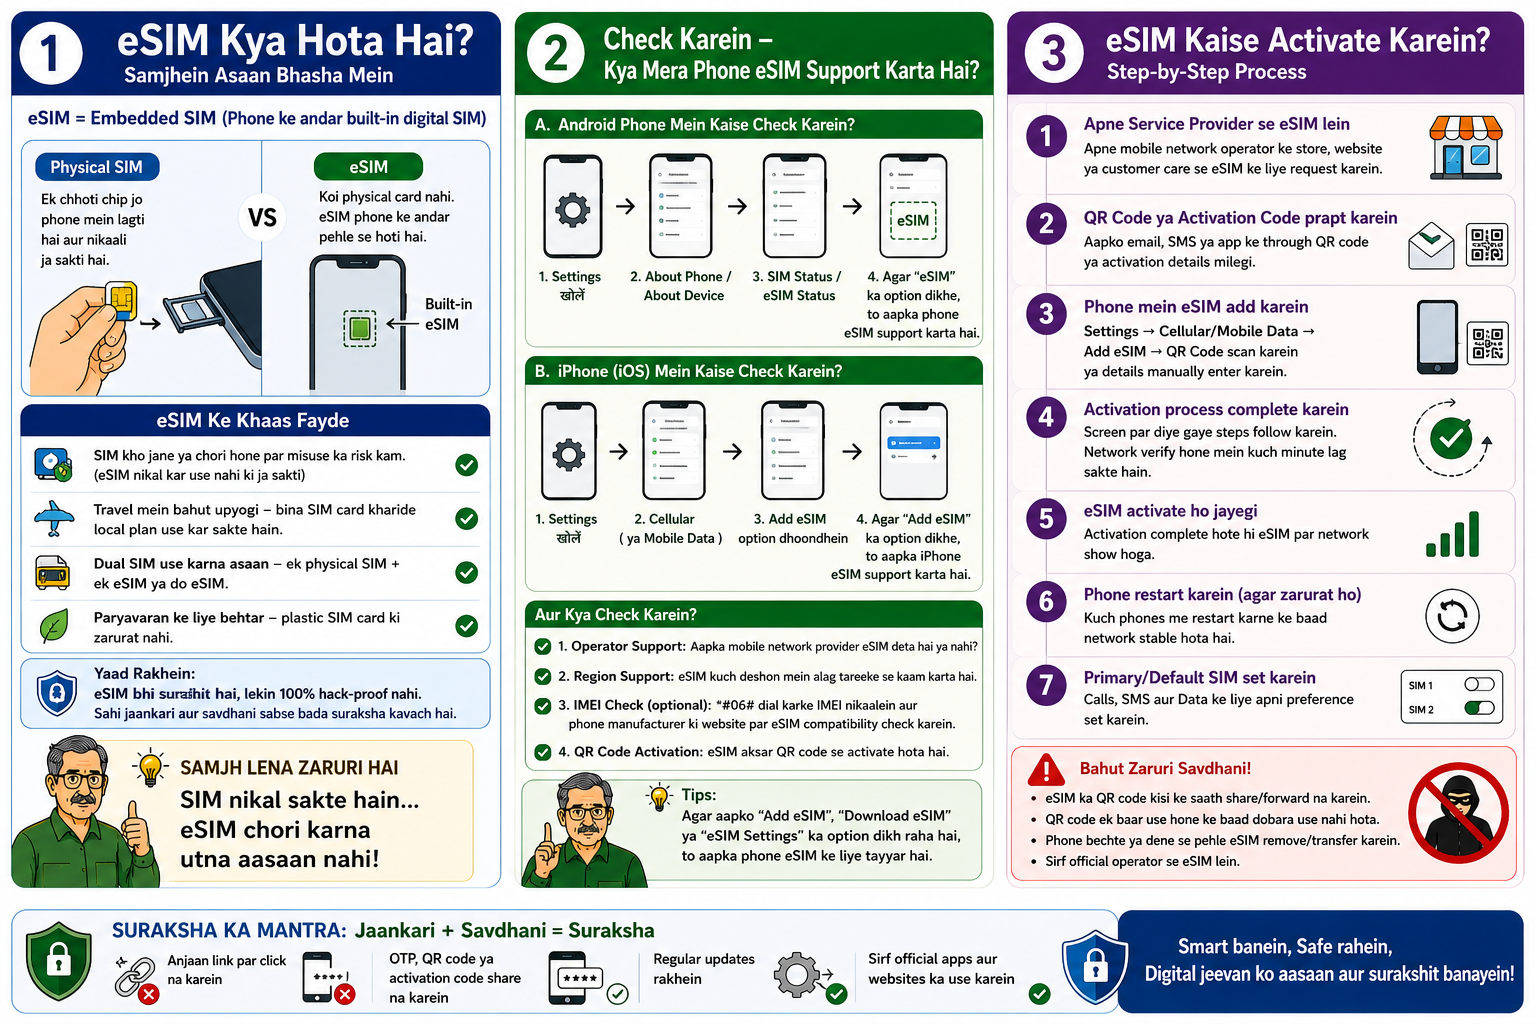 1
eSIM Kya Hota Hai?
Samjhein Asaan Bhasha Mein
eSIM = Embedded SIM (Phone ke andar built-in digital SIM)
Physical SIM
Ek chhoti chip jo
phone mein lagti
hai aur nikaali
ja sakti hai.
VS
eSIM
Koi physical card nahi.
eSIM phone ke andar
pehle se hoti hai.
Built-in
eSIM
eSIM Ke Khaas Fayde
SIM kho jane ya chori hone par misuse ka risk kam.
(eSIM nikal kar use nahi ki ja sakti)
Travel mein bahut upyogi – bina SIM card kharide
local plan use kar sakte hain.
Dual SIM use karna asaan – ek physical SIM +
ek eSIM ya do eSIM.
Paryavaran ke liye behtar – plastic SIM card ki
zarurat nahi.
Yaad Rakhein:
eSIM bhi hai, lekin 100% hack-proof nahi.
Sahi jaankari aur savdhani sabse bada suraksha kavach hai.
SAMJH LENA ZARURI HAI
SIM nikal sakte hain...
eSIM chori karna
utna aasaan nahi!
2
Check Karein –
Kya Mera Phone eSIM Support Karta Hai?
A. Android Phone Mein Kaise Check Karein?
eSIM
1. Settings
खोलें
2. About Phone /
About Device
3. SIM Status /
eSIM Status
4. Agar “eSIM”
ka option dikhe,
to aapka phone
eSIM support karta hai.
B. iPhone (iOS) Mein Kaise Check Karein?
1. Settings
खोलें
2. Cellular
( ya Mobile Data )
3. Add eSIM
option dhoondhein
4. Agar “Add eSIM”
ka option dikhe,
to aapka iPhone
eSIM support karta hai.
Aur Kya Check Karein?
1. Operator Support: Aapka mobile network provider eSIM deta hai ya nahi?
2. Region Support: eSIM kuch deshon mein alag tareeke se kaam karta hai.
3. IMEI Check (optional): *#06# dial karke IMEI nikaalein aur
phone manufacturer ki website par eSIM compatibility check karein.
4. QR Code Activation: eSIM aksar QR code se activate hota hai.
Tips:
Agar aapko “Add eSIM”, “Download eSIM”
ya “eSIM Settings” ka option dikh raha hai,
to aapka phone eSIM ke liye tayyar hai.
3
eSIM Kaise Activate Karein?
Step-by-Step Process
1
Apne Service Provider se eSIM lein
Apne mobile network operator ke store, website
ya customer care se eSIM ke liye request karein.
2
QR Code ya Activation Code prapt karein
Aapko email, SMS ya app ke through QR code
ya activation details milegi.
3
Phone mein eSIM add karein
Settings → Cellular/Mobile Data →
Add eSIM → QR Code scan karein
ya details manually enter karein.
4
Activation process complete karein
Screen par diye gaye steps follow karein.
Network verify hone mein kuch minute lag
sakte hain.
5
eSIM activate ho jayegi
Activation complete hote hi eSIM par network
show hoga.
6
Phone restart karein (agar zarurat ho)
Kuch phones me restart karne ke baad
network stable hota hai.
7
Primary/Default SIM set karein
Calls, SMS aur Data ke liye apni preference
set karein.
SIM 1
SIM 2
Bahut Zaruri Savdhani!
• eSIM ka QR code kisi ke saath share/forward na karein.
• QR code ek baar use hone ke baad dobara use nahi hota.
• Phone bechte ya dene se pehle eSIM remove/transfer karein.
• Sirf official operator se eSIM lein.
SURAKSHA KA MANTRA: Jaankari + Savdhani = Suraksha
Anjaan link par click
na karein
OTP, QR code ya
activation code share
na karein
****
Regular updates
rakhein
Sirf official apps aur
websites ka use karein
Smart banein, Safe rahein,
Digital jeevan ko aasaan aur surakshit banayein!